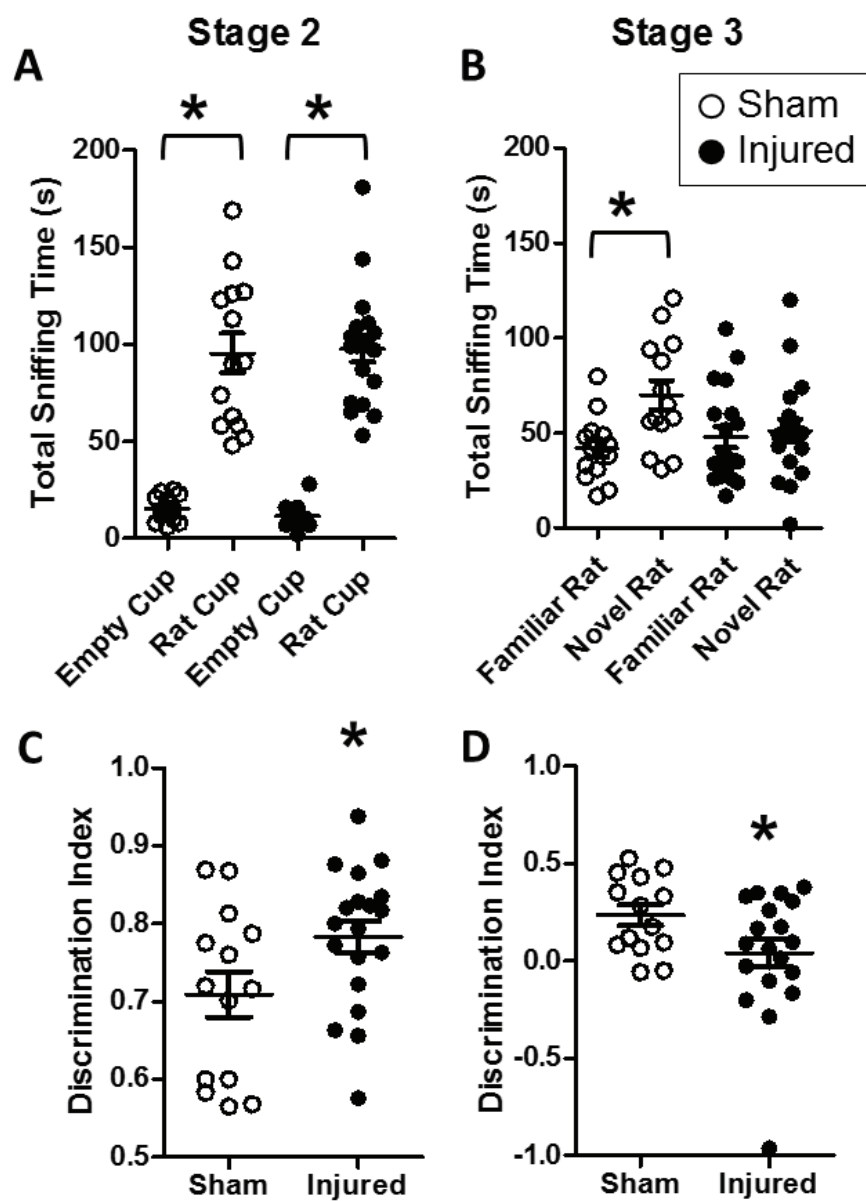 Stage 2
Stage 3
A
B
Sham
Injured
*
*
*
Total Sniffing Time (s)
200
150
100
50
0
Empty Cup
Rat Cup
Empty Cup
Rat Cup
Total Sniffing Time (s)
200
150
100
50
0
Familiar Rat
Novel Rat
Familiar Rat
Novel Rat
C
D
*
*
Discrimination Index
1.0
0.9
0.8
0.7
0.6
0.5
Sham
Injured
Discrimination Index
1.0
0.5
0.0
-0.5
-1.0
Sham
Injured